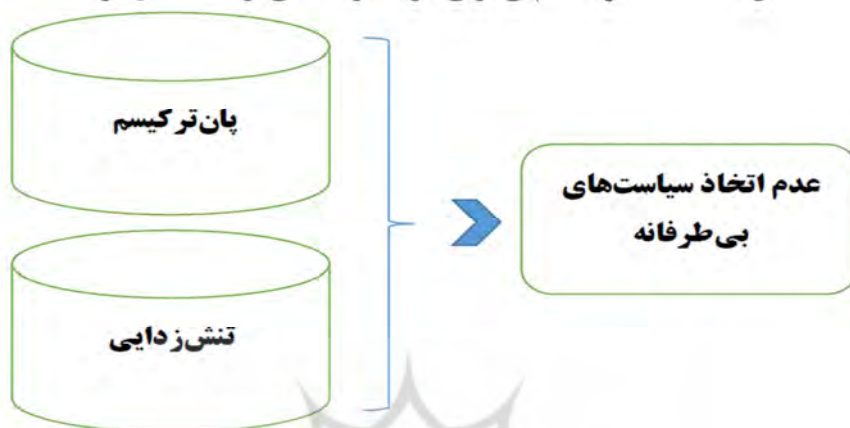 پان‌ترکیسم
تنش‌زدایی
عدم اتخاذ سیاست‌های
بی‌طرفانه